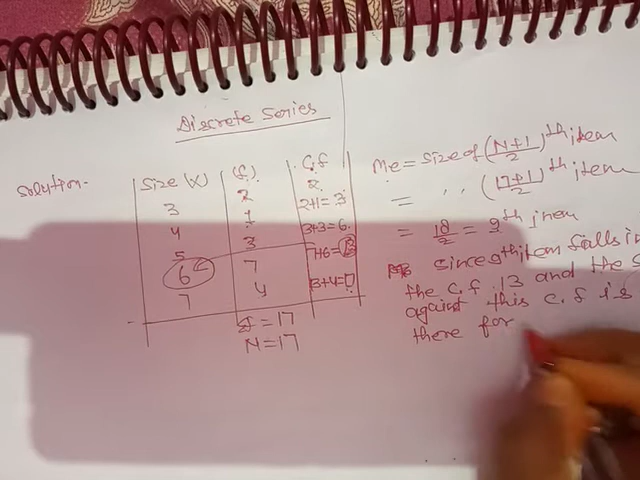 Discrete Series
Solution-
Size (X) (f) C.f
3 2 2
4 1 2+1=3
5 3 3+3=6
6 7 7+6=13
7 4 13+4=17
=17
N=17
Me = Size of (N+1/2)th item
= ,, (17+1/2)th item
= 18/2 = 9th item
Since 9th item falls in
the C.f 13 and the
against this C.f is
there for